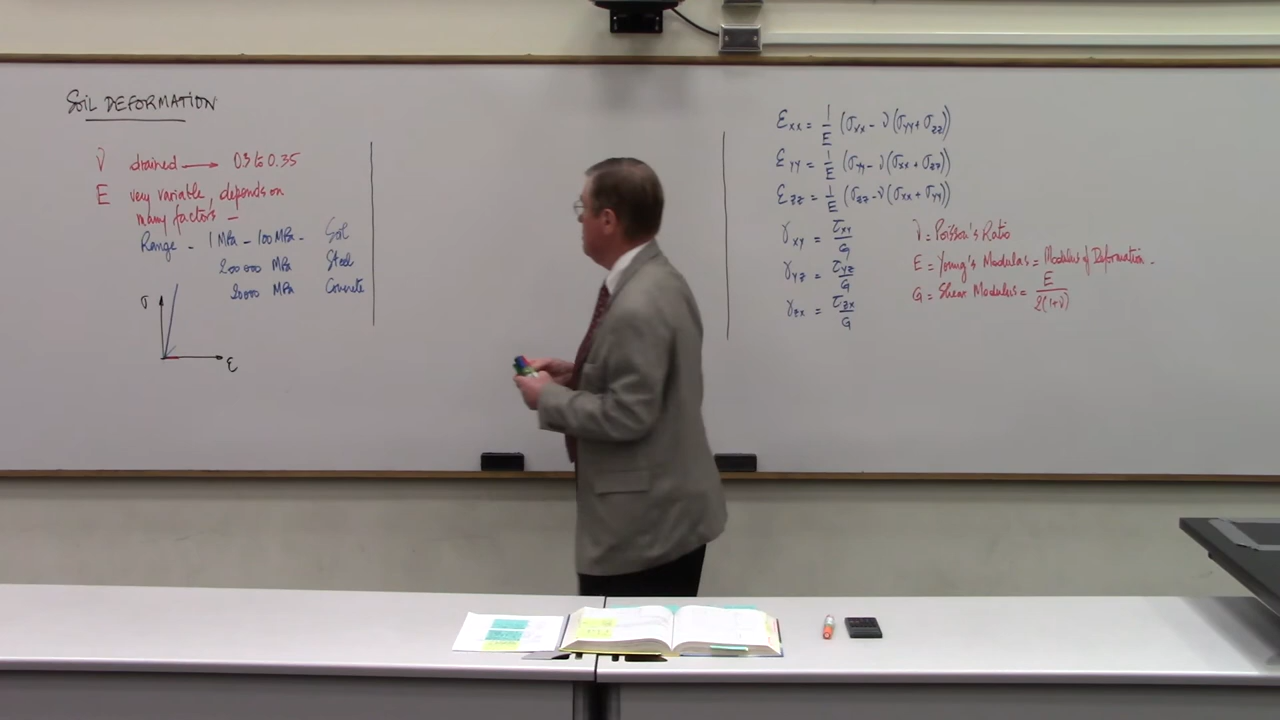 SOIL DEFORMATION
ν drained → 0.3 to 0.35
E very variable, depends on
many factors –
Range - 1 MPa - 100 MPa - Soil
200 000 MPa Steel
20000 MPa Concrete
σ
ε
εxx = 1/E (σxx - ν(σyy + σzz))
εyy = 1/E (σyy - ν(σxx + σzz))
εzz = 1/E (σzz - ν(σxx + σyy))
γxy = τxy/G
γyz = τyz/G
γzx = τzx/G
ν = Poisson's Ratio
E = Young's Modulus = Modulus of Deformation -
G = Shear Modulus = E/2(1+ν)